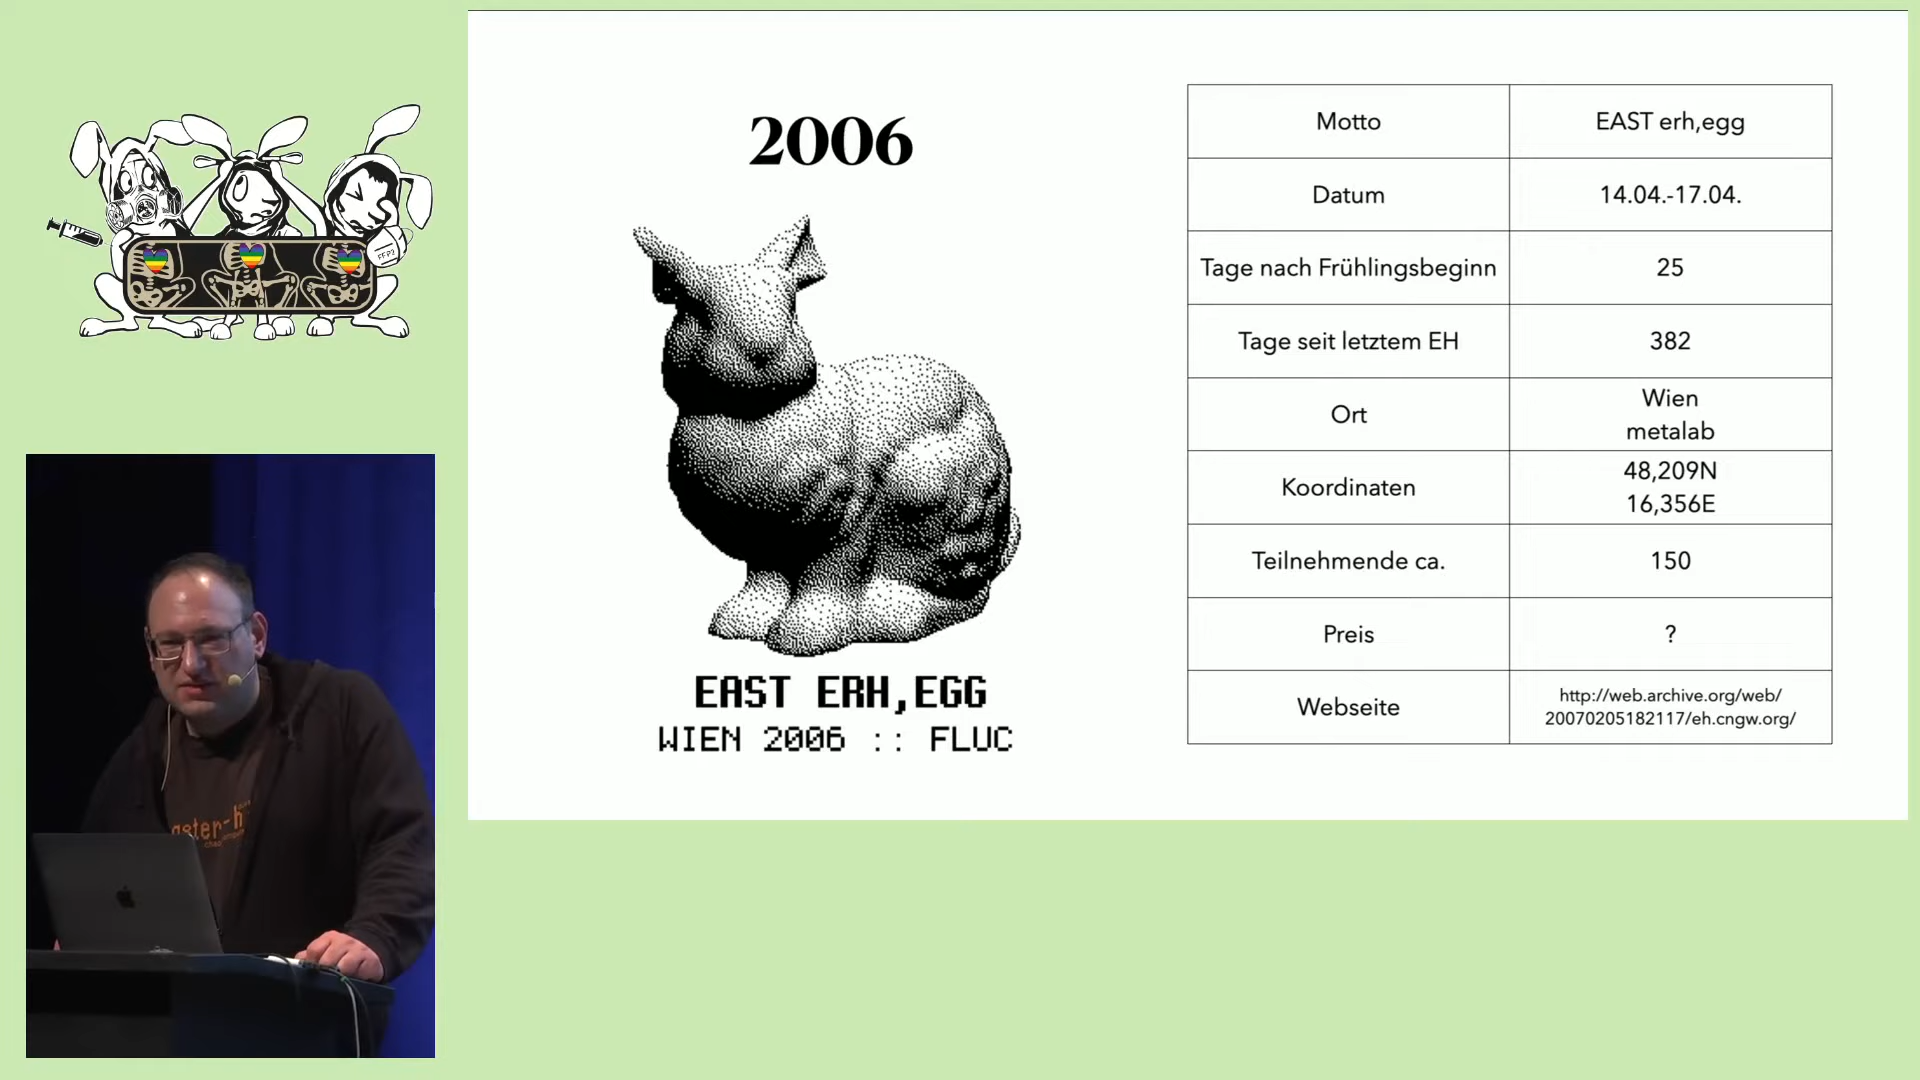 2006
EAST ERH,EGG
WIEN 2006 :: FLUC
Motto
EAST erh,egg
Datum
14.04.-17.04.
Tage nach Frühlingsbeginn
25
Tage seit letztem EH
382
Ort
Wien
metalab
Koordinaten
48,209N
16,356E
Teilnehmende ca.
150
Preis
?
Webseite
http://web.archive.org/web/
20070205182117/eh.cngw.org/
FFP2